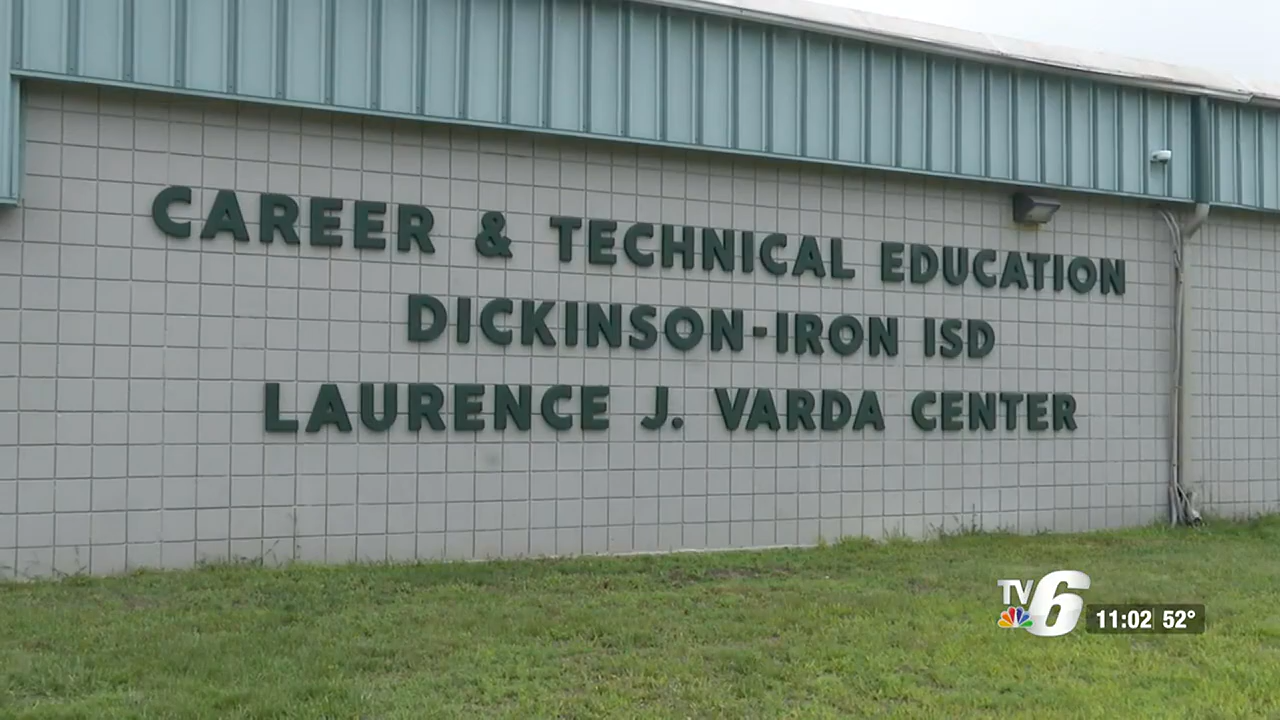 CAREER & TECHNICAL EDUCATION
DICKINSON-IRON ISD
LAURENCE J. VARDA CENTER
TV6
11:02 52°